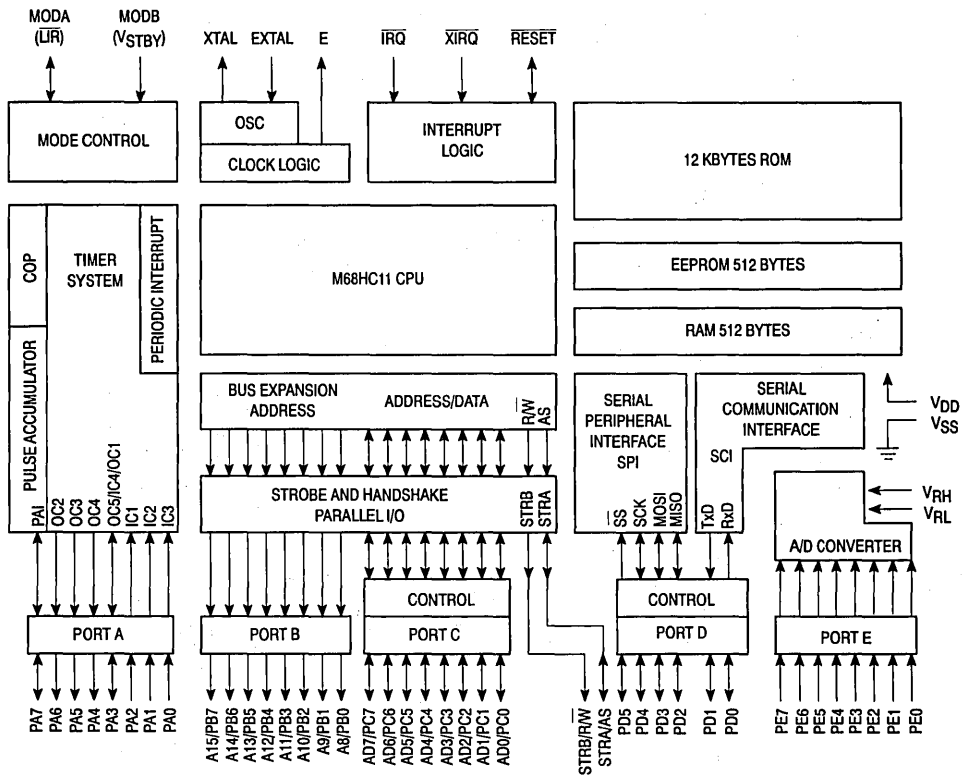 MODA
(L̅I̅R̅)
MODB
(VSTBY)
XTAL
EXTAL
E
I̅R̅Q̅
X̅I̅R̅Q̅
R̅E̅S̅E̅T̅
MODE CONTROL
OSC
CLOCK LOGIC
INTERRUPT
LOGIC
12 KBYTES ROM
COP
TIMER
SYSTEM
PERIODIC INTERRUPT
PULSE ACCUMULATOR
M68HC11 CPU
EEPROM 512 BYTES
RAM 512 BYTES
PAI
OC2
OC3
OC4
OC5/IC4/OC1
IC1
IC2
IC3
BUS EXPANSION
ADDRESS
ADDRESS/DATA
R/W̅
AS
STROBE AND HANDSHAKE
PARALLEL I/O
STRB
STRA
SERIAL
PERIPHERAL
INTERFACE
SPI
S̅S̅
SCK
MOSI
MISO
SERIAL
COMMUNICATION
INTERFACE
SCI
TxD
RxD
VDD
VSS
VRH
VRL
A/D CONVERTER
CONTROL
CONTROL
PORT A
PORT B
PORT C
PORT D
PORT E
PA7
PA6
PA5
PA4
PA3
PA2
PA1
PA0
A15/PB7
A14/PB6
A13/PB5
A12/PB4
A11/PB3
A10/PB2
A9/PB1
A8/PB0
AD7/PC7
AD6/PC6
AD5/PC5
AD4/PC4
AD3/PC3
AD2/PC2
AD1/PC1
AD0/PC0
STRB/R/W̅
STRA/AS
PD5
PD4
PD3
PD2
PD1
PD0
PE7
PE6
PE5
PE4
PE3
PE2
PE1
PE0